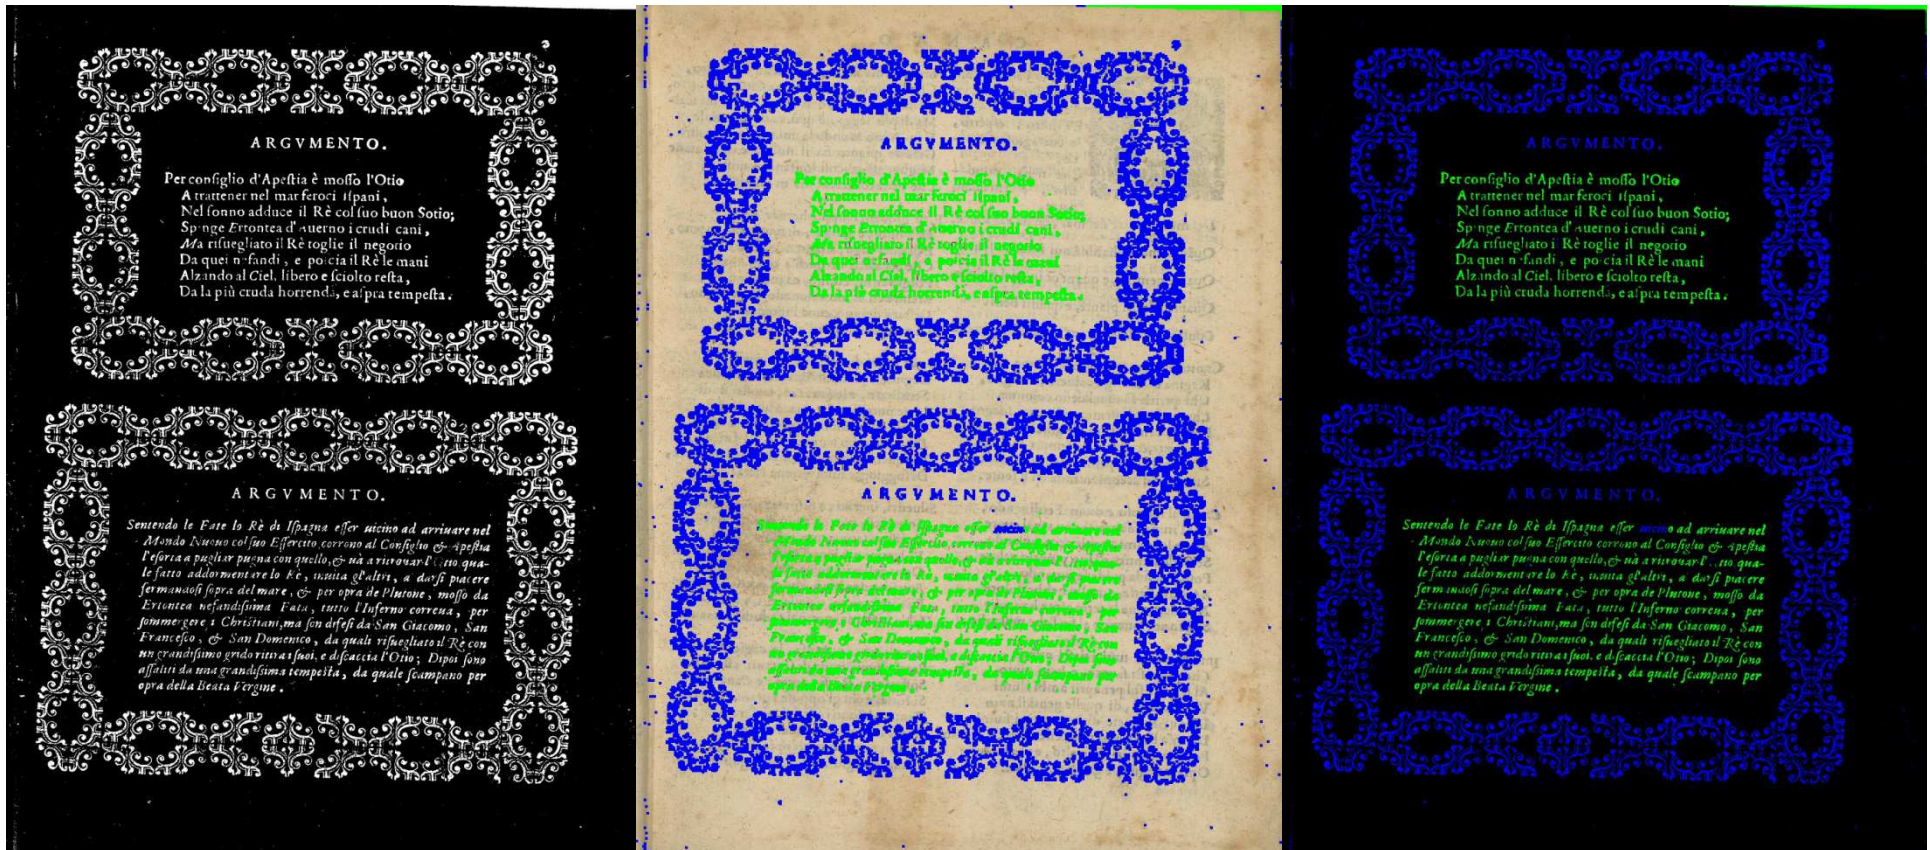 ARGVMENTO.
Per conſiglio d'Apeſtia è moſſo l'Otio
A trattener nel mar feroci Iſpani,
Nel ſonno adduce il Rè col ſuo buon Sotio;
Spinge Errontea d'Auerno i crudi cani,
Ma riſuegliato il Rè toglie il negotio
Da quei nefandi, e poſcia il Rè le mani
Alzando al Ciel, libero e ſciolto reſta,
Da la più cruda horrenda, e aſpra tempeſta.
ARGVMENTO.
Sentendo le Fate lo Rè di Iſpagna eſſer uicino ad arriuare nel
Mondo Nuouo col ſuo Eſſercito, corrono al Conſiglio & Apeſtia
l'eſorta a pugliar pugna con quello, & uà a ritrouar l'Otio, qua-
le fatto addormentare lo Rè, inuita gl'altri, a darſi piacere
fermandoſi ſopra del mare, & per opra de Plutone, moſſo da
Errontea nefandiſſima Fata, tutto l'Inferno correua, per
ſommergere i Chriſtiani, ma ſon difeſi da San Giacomo, San
Franceſco, & San Domenico, da quali riſuegliato il Rè con
un grandiſſimo grido ritira i ſuoi, e diſcaccia l'Otio; Dipoi ſono
aſſaliti da una grandiſſima tempeſta, da quale ſcampano per
opra della Beata Vergine.